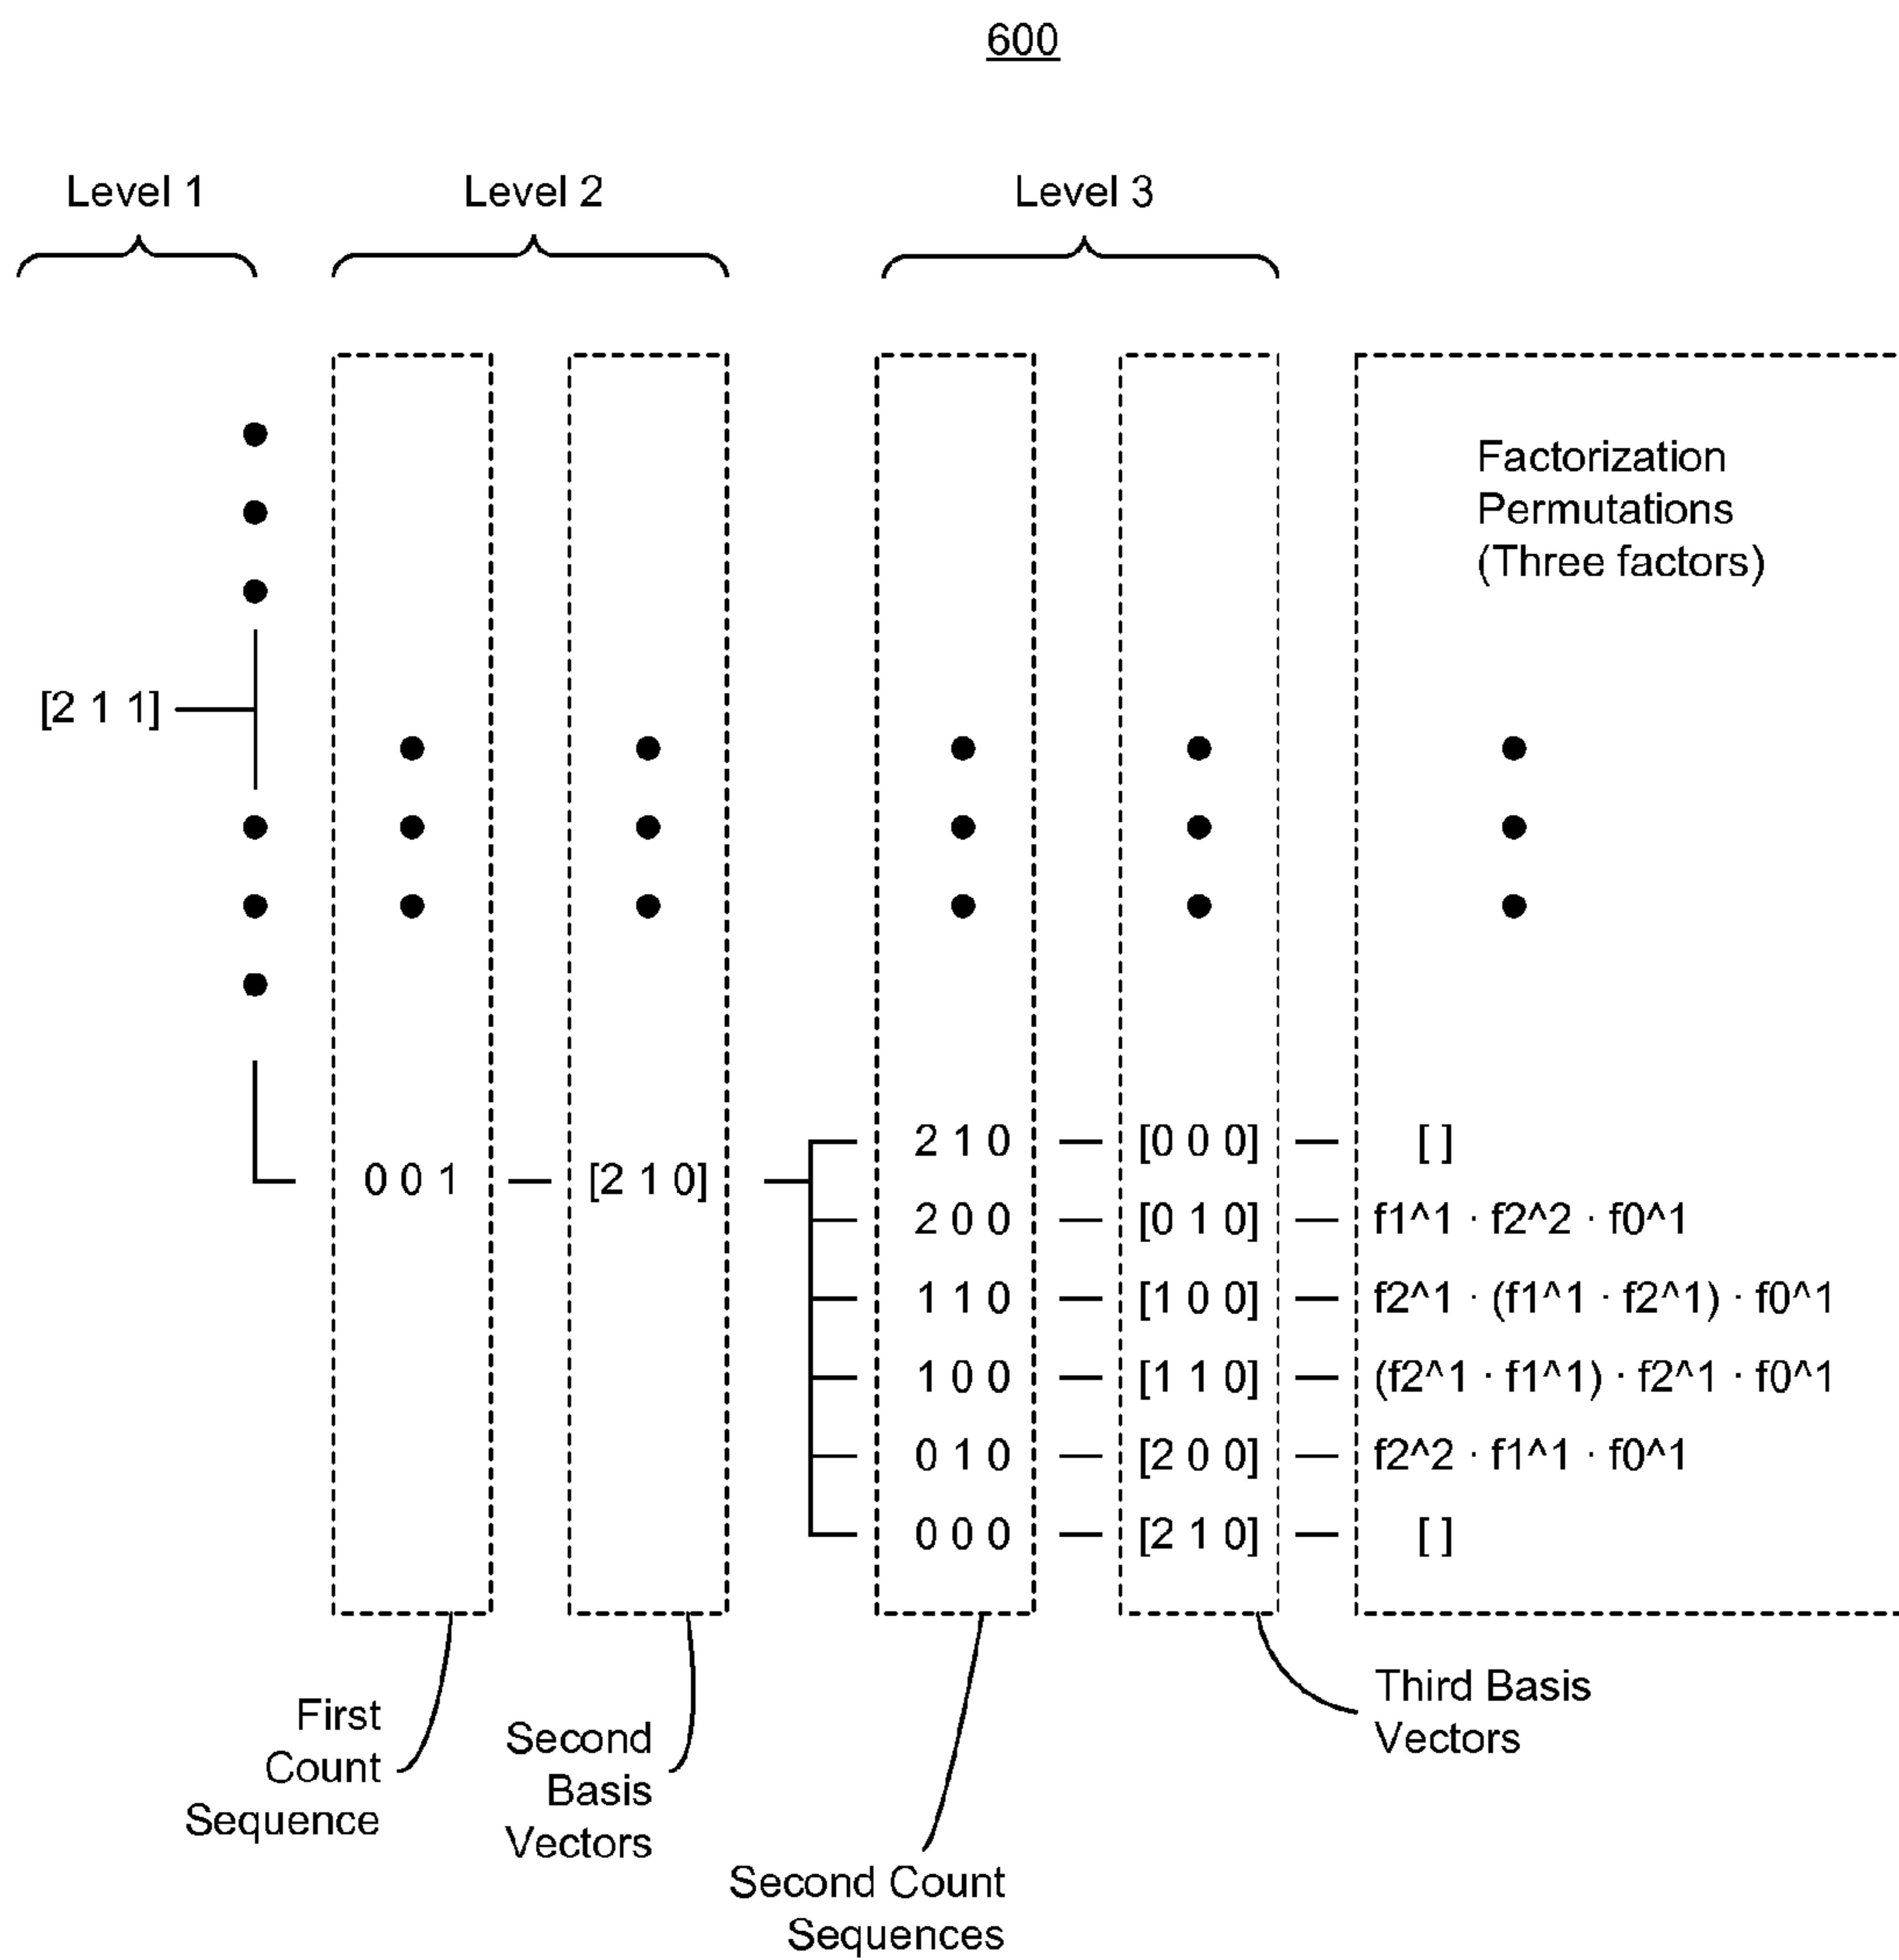 600
Level 1
Level 2
Level 3
Factorization
Permutations
(Three factors)
[2 1 1]
2 1 0 [0 0 0] [ ]
0 0 1 [2 1 0]
2 0 0 [0 1 0] f1^1 · f2^2 · f0^1
1 1 0 [1 0 0] f2^1 · (f1^1 · f2^1) · f0^1
1 0 0 [1 1 0] (f2^1 · f1^1) · f2^1 · f0^1
0 1 0 [2 0 0] f2^2 · f1^1 · f0^1
0 0 0 [2 1 0] [ ]
First
Count
Sequence
Second
Basis
Vectors
Second Count
Sequences
Third Basis
Vectors